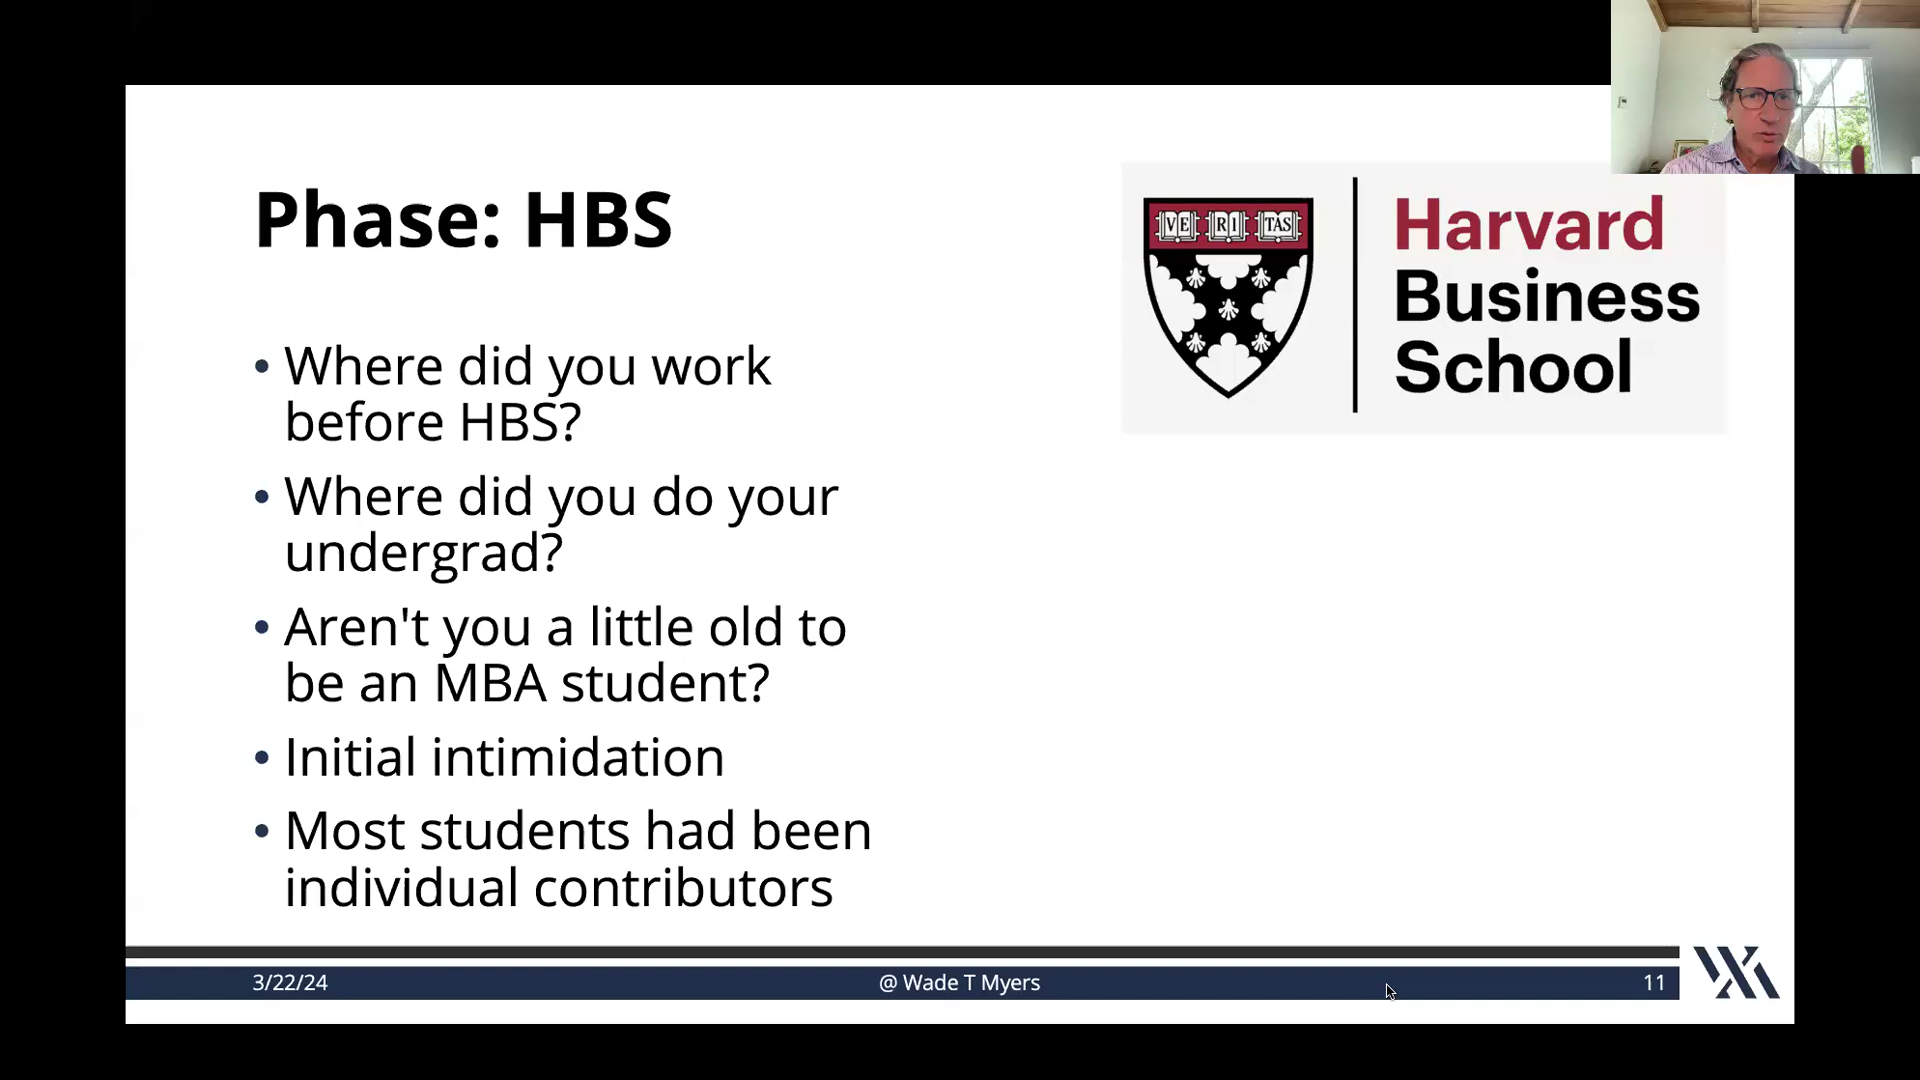 Phase: HBS
VE RI TAS
Harvard
Business
School
• Where did you work
before HBS?
• Where did you do your
undergrad?
• Aren't you a little old to
be an MBA student?
• Initial intimidation
• Most students had been
individual contributors
3/22/24
@ Wade T Myers
11